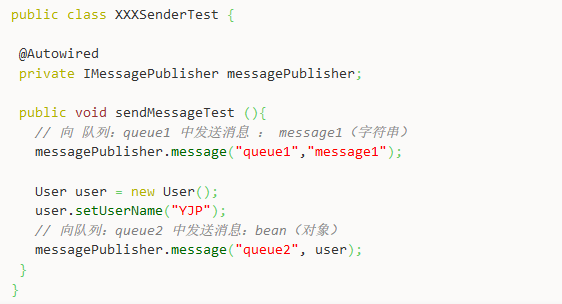 public class XXXSenderTest {
@Autowired
private IMessagePublisher messagePublisher;
public void sendMessageTest (){
// 向 队列：queue1 中发送消息 ： message1（字符串）
messagePublisher.message("queue1","message1");
User user = new User();
user.setUserName("YJP");
// 向队列：queue2 中发送消息：bean（对象）
messagePublisher.message("queue2", user);
}
}